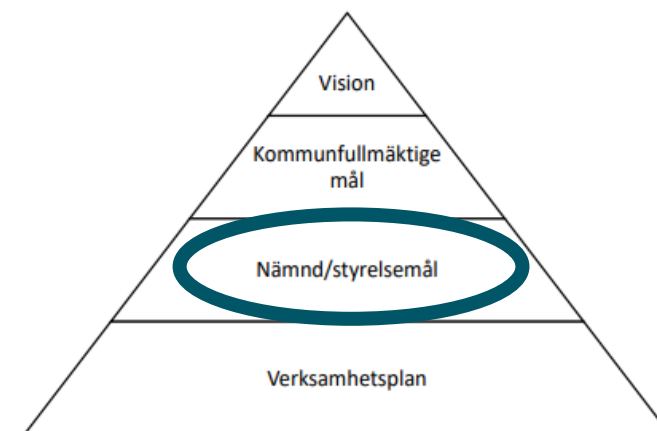 Vision
Kommunfullmäktige
mål
Nämnd/styrelsemål
Verksamhetsplan